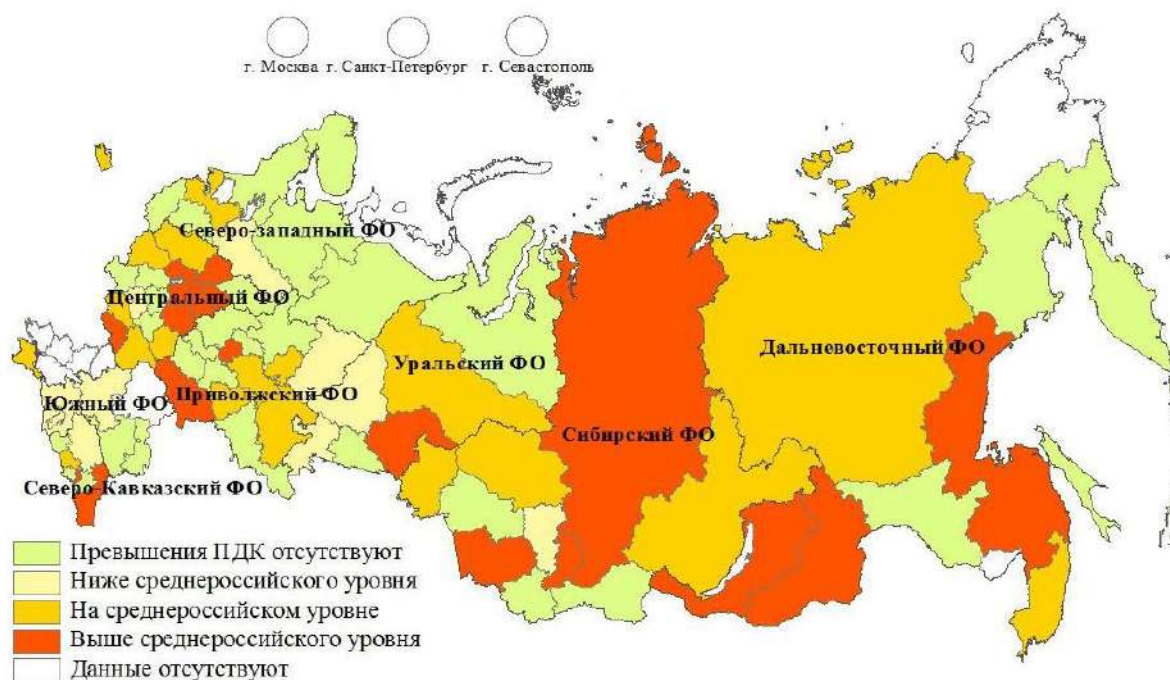 г. Москва г. Санкт-Петербург г. Севастополь
Северо-западный ФО
Центральный ФО
Дальневосточный ФО
Уральский ФО
Приволжский ФО
Южный ФО
Сибирский ФО
Северо-Кавказский ФО
Превышения ПДК отсутствуют
Ниже среднероссийского уровня
На среднероссийском уровне
Выше среднероссийского уровня
Данные отсутствуют